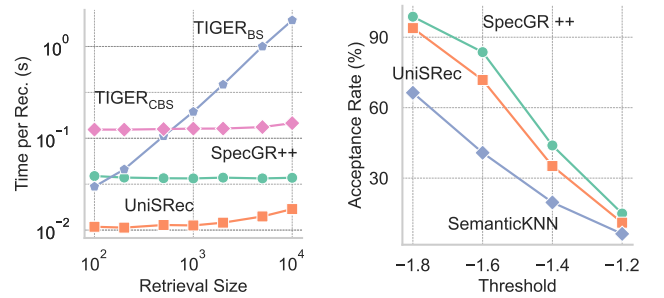 Time per Rec. (s)
10^0
10^-1
10^-2
TIGER_BS
TIGER_CBS
SpecGR++
UniSRec
10^2
10^3
10^4
Retrieval Size
Acceptance Rate (%)
90
60
30
SpecGR ++
UniSRec
SemanticKNN
−1.8
−1.6
−1.4
−1.2
Threshold